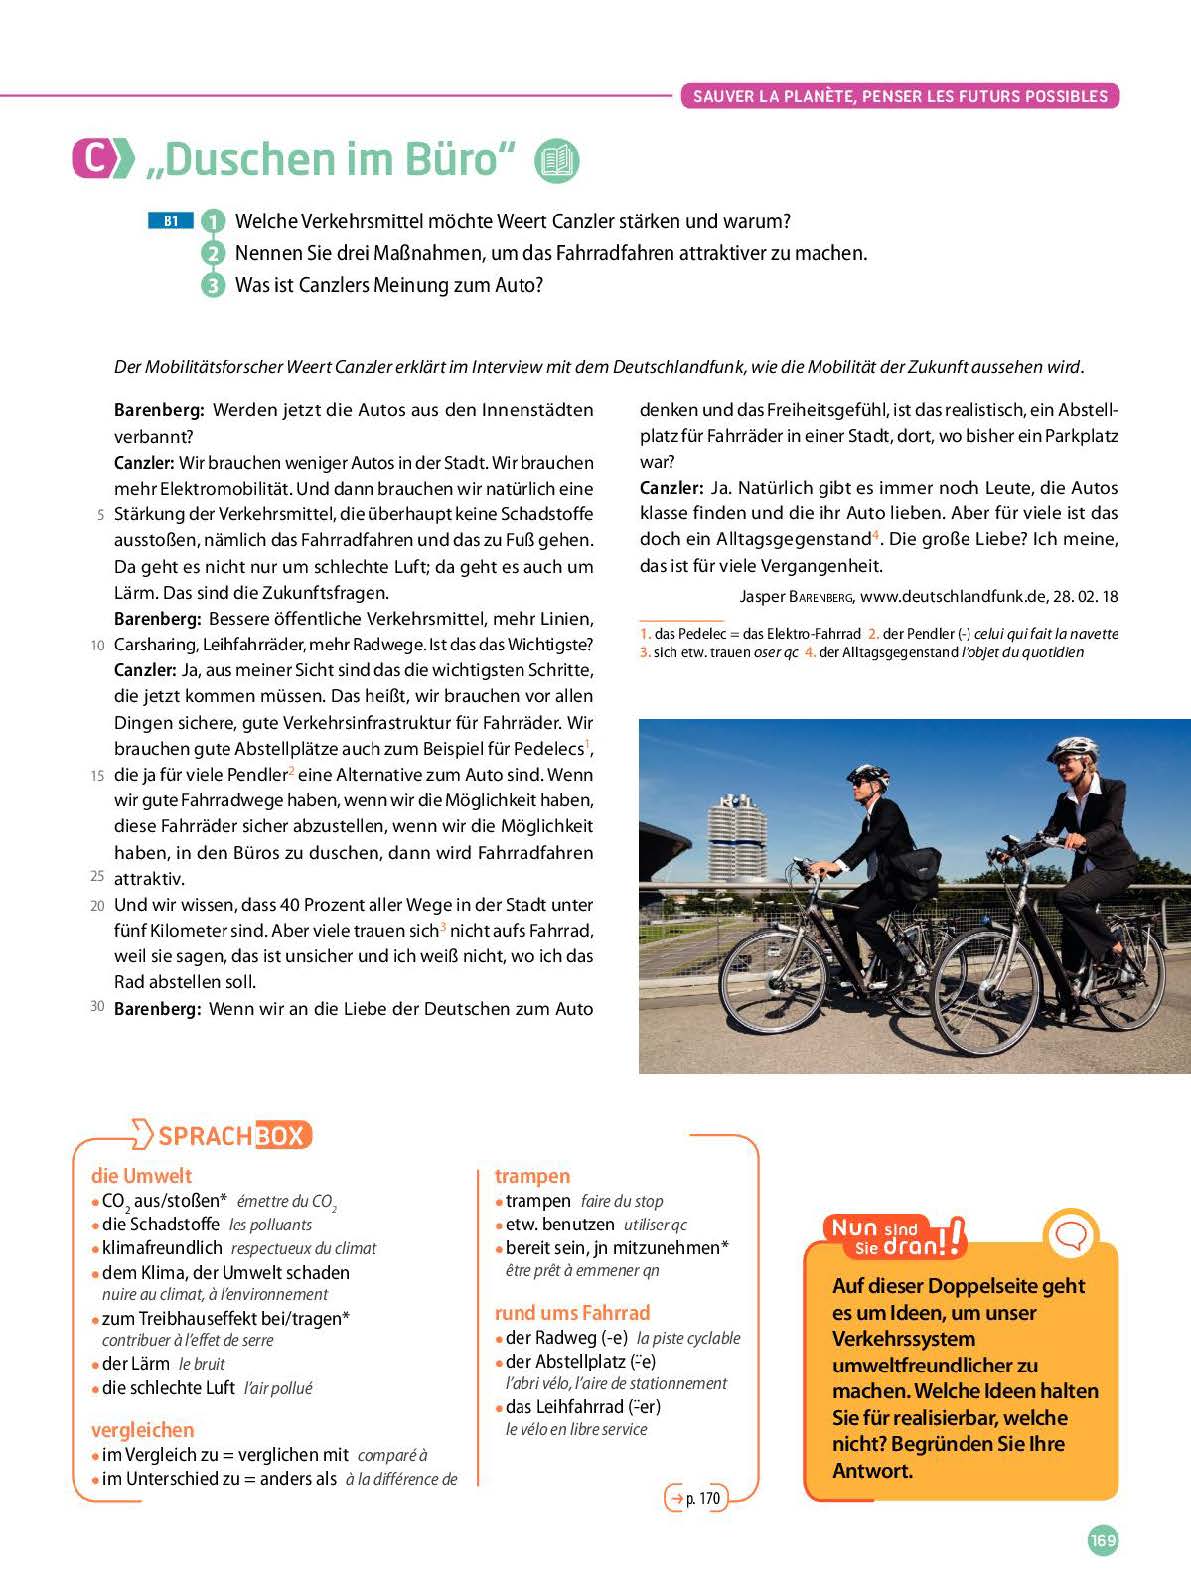 SAUVER LA PLANÈTE, PENSER LES FUTURS POSSIBLES
C „Duschen im Büro“
B1 1 Welche Verkehrsmittel möchte Weert Canzler stärken und warum?
2 Nennen Sie drei Maßnahmen, um das Fahrradfahren attraktiver zu machen.
3 Was ist Canzlers Meinung zum Auto?
Der Mobilitätsforscher Weert Canzler erklärt im Interview mit dem Deutschlandfunk, wie die Mobilität der Zukunft aussehen wird.
Barenberg: Werden jetzt die Autos aus den Innenstädten
verbannt?
Canzler: Wir brauchen weniger Autos in der Stadt. Wir brauchen
mehr Elektromobilität. Und dann brauchen wir natürlich eine
5 Stärkung der Verkehrsmittel, die überhaupt keine Schadstoffe
ausstoßen, nämlich das Fahrradfahren und das zu Fuß gehen.
Da geht es nicht nur um schlechte Luft; da geht es auch um
Lärm. Das sind die Zukunftsfragen.
Barenberg: Bessere öffentliche Verkehrsmittel, mehr Linien,
10 Carsharing, Leihfahrräder, mehr Radwege. Ist das das Wichtigste?
Canzler: Ja, aus meiner Sicht sind das die wichtigsten Schritte,
die jetzt kommen müssen. Das heißt, wir brauchen vor allen
Dingen sichere, gute Verkehrsinfrastruktur für Fahrräder. Wir
brauchen gute Abstellplätze auch zum Beispiel für Pedelecs1,
15 die ja für viele Pendler2 eine Alternative zum Auto sind. Wenn
wir gute Fahrradwege haben, wenn wir die Möglichkeit haben,
diese Fahrräder sicher abzustellen, wenn wir die Möglichkeit
haben, in den Büros zu duschen, dann wird Fahrradfahren
25 attraktiv.
20 Und wir wissen, dass 40 Prozent aller Wege in der Stadt unter
fünf Kilometer sind. Aber viele trauen sich3 nicht aufs Fahrrad,
weil sie sagen, das ist unsicher und ich weiß nicht, wo ich das
Rad abstellen soll.
30 Barenberg: Wenn wir an die Liebe der Deutschen zum Auto
denken und das Freiheitsgefühl, ist das realistisch, ein Abstell-
platz für Fahrräder in einer Stadt, dort, wo bisher ein Parkplatz
war?
Canzler: Ja. Natürlich gibt es immer noch Leute, die Autos
klasse finden und die ihr Auto lieben. Aber für viele ist das
doch ein Alltagsgegenstand4. Die große Liebe? Ich meine,
das ist für viele Vergangenheit.
Jasper BARENBERG, www.deutschlandfunk.de, 28. 02. 18
1. das Pedelec = das Elektro-Fahrrad 2. der Pendler (-) celui qui fait la navette
3. sich etw. trauen oser qc 4. der Alltagsgegenstand l'objet du quotidien
SPRACHBOX
die Umwelt
• CO2 aus/stoßen* émettre du CO2
• die Schadstoffe les polluants
• klimafreundlich respectueux du climat
• dem Klima, der Umwelt schaden
nuire au climat, à l'environnement
• zum Treibhauseffekt bei/tragen*
contribuer à l'effet de serre
• der Lärm le bruit
• die schlechte Luft l'air pollué
vergleichen
• im Vergleich zu = verglichen mit comparé à
• im Unterschied zu = anders als à la différence de
trampen
• trampen faire du stop
• etw. benutzen utiliser qc
• bereit sein, jn mitzunehmen*
être prêt à emmener qn
rund ums Fahrrad
• der Radweg (-e) la piste cyclable
• der Abstellplatz (¨e)
l'abri vélo, l'aire de stationnement
• das Leihfahrrad (¨er)
le vélo en libre service
→ p. 170
Nun sind
Sie dran!!
Auf dieser Doppelseite geht
es um Ideen, um unser
Verkehrssystem
umweltfreundlicher zu
machen. Welche Ideen halten
Sie für realisierbar, welche
nicht? Begründen Sie Ihre
Antwort.
169